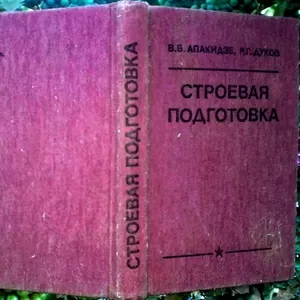 В.В. АПАКИДЗЕ, Р.Г. ДУКОВ
СТРОЕВАЯ
ПОДГОТОВКА
СТРОЕВАЯ ПОДГОТОВКА